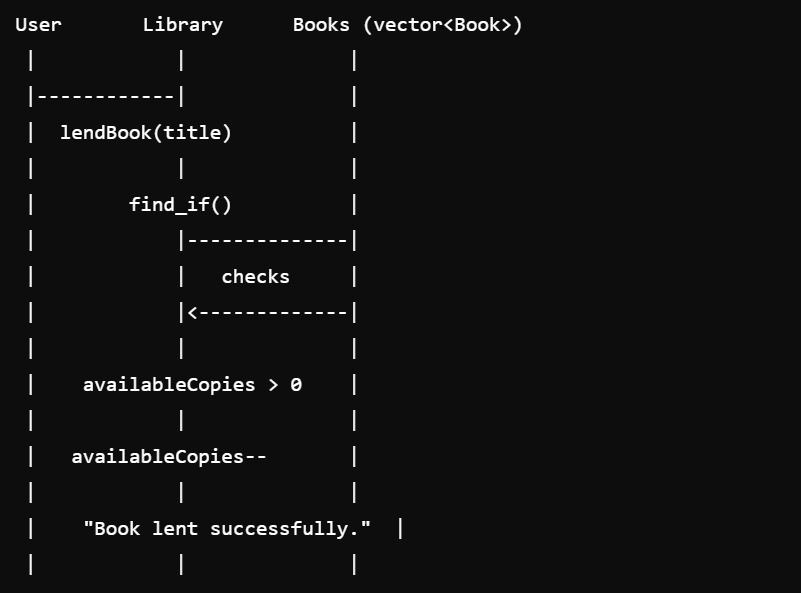 User       Library      Books (vector<Book>)
 |            |              |
 |------------|              |
 |  lendBook(title)          |
 |            |              |
 |        find_if()          |
 |            |--------------|
 |            |   checks     |
 |            |<-------------|
 |            |              |
 |    availableCopies > 0    |
 |            |              |
 |   availableCopies--       |
 |            |              |
 |    "Book lent successfully."  |
 |            |              |